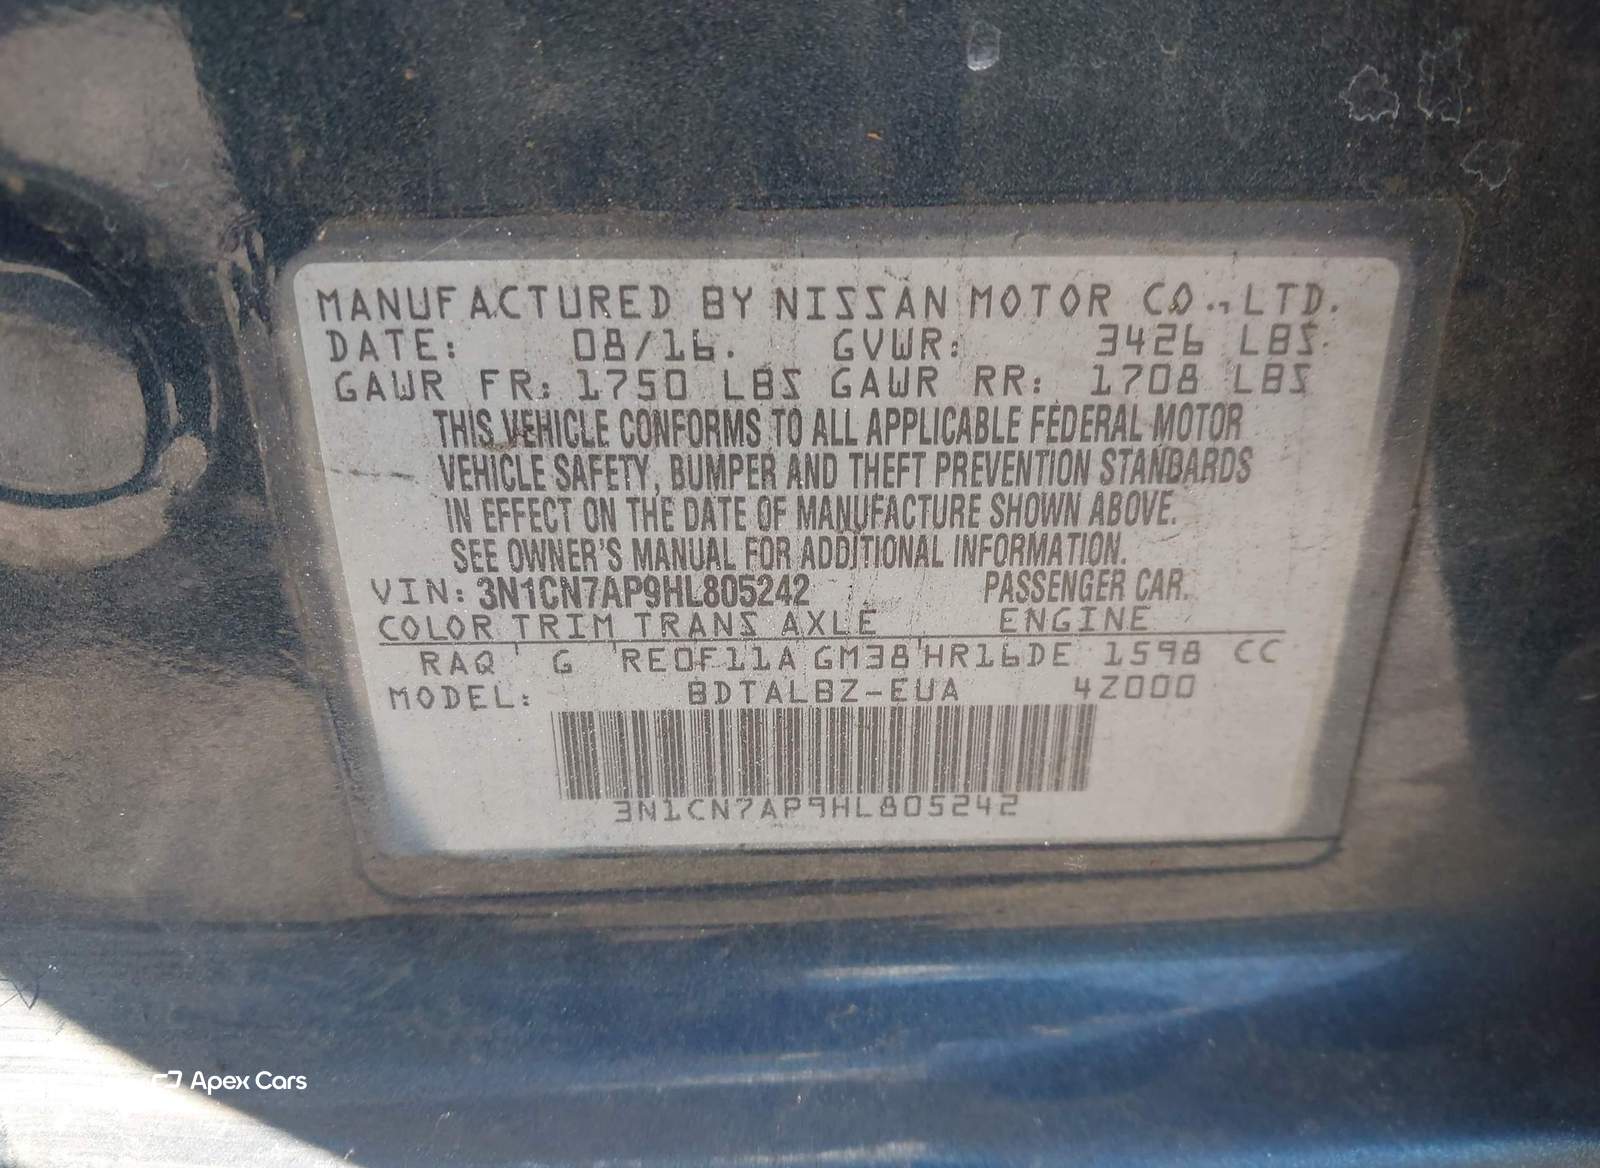 MANUFACTURED BY NISSAN MOTOR CO., LTD.
DATE: 08/16. GVWR: 3426 LBS.
GAWR FR: 1750 LBS GAWR RR: 1708 LBS
THIS VEHICLE CONFORMS TO ALL APPLICABLE FEDERAL MOTOR
VEHICLE SAFETY, BUMPER AND THEFT PREVENTION STANDARDS
IN EFFECT ON THE DATE OF MANUFACTURE SHOWN ABOVE.
SEE OWNER'S MANUAL FOR ADDITIONAL INFORMATION.
VIN: 3N1CN7AP9HL805242 PASSENGER CAR.
COLOR TRIM TRANS AXLE ENGINE
RAQ G RE0F11A GM38 HR16DE 1598 CC
MODEL: BDTALBZ-EUA 4Z000
3N1CN7AP9HL805242
Apex Cars